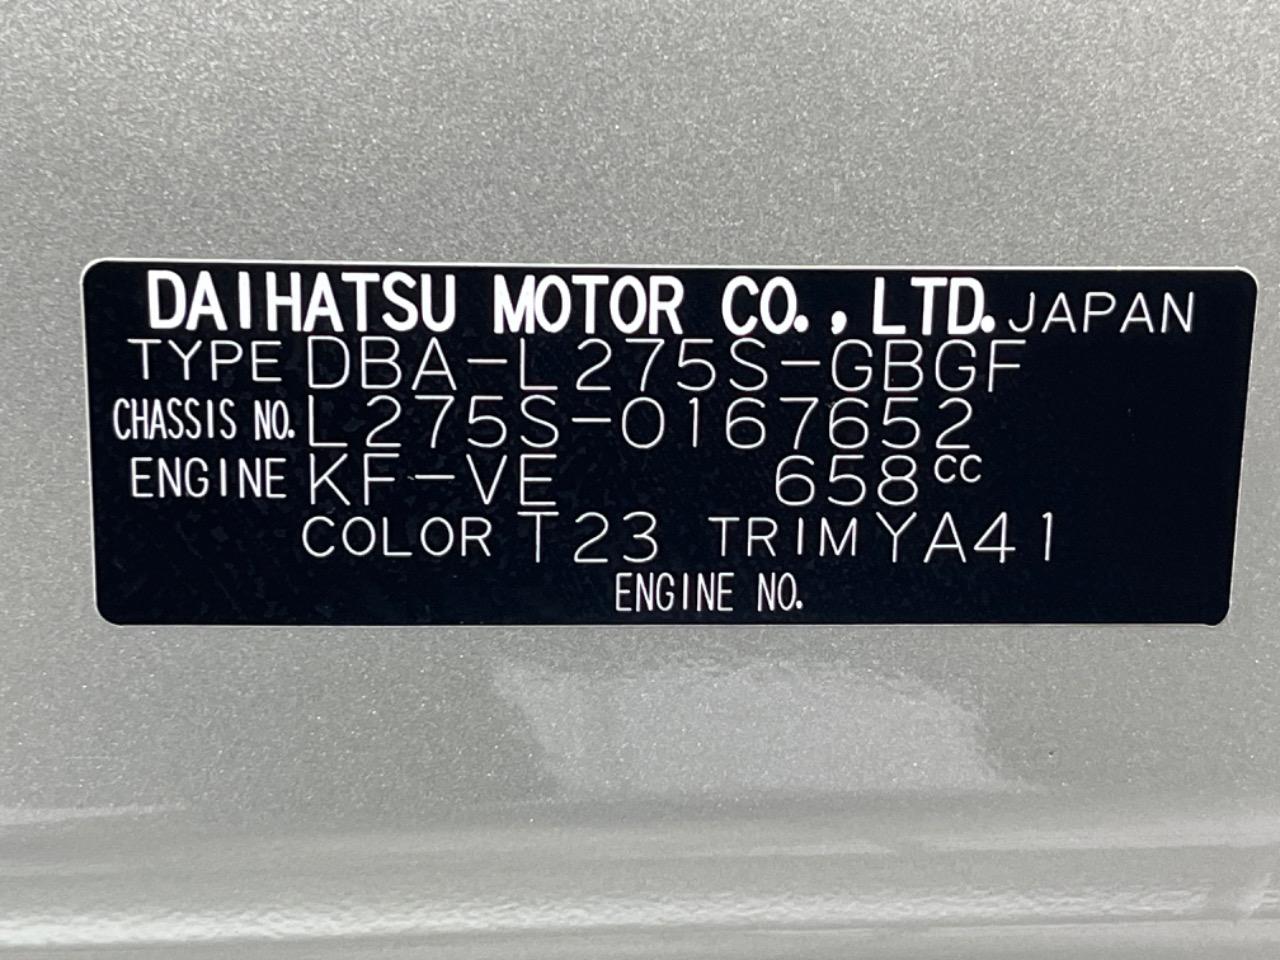 DAIHATSU MOTOR CO., LTD. JAPAN
TYPE DBA-L275S-GBGF
CHASSIS NO. L275S-0167652
ENGINE KF-VE 658CC
COLOR T23 TRIM YA41
ENGINE NO.